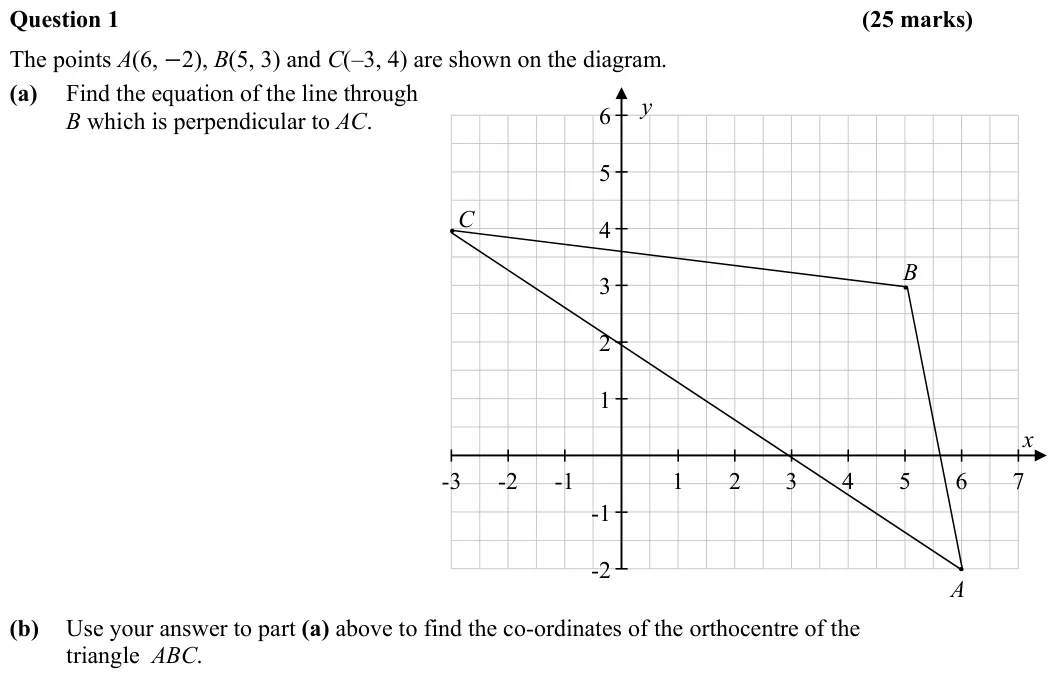 Question 1 (25 marks)
The points A(6, −2), B(5, 3) and C(–3, 4) are shown on the diagram.
(a) Find the equation of the line through
B which is perpendicular to AC.
y
6
5
C
4
B
3
2
1
x
-3 -2 -1 1 2 3 4 5 6 7
-1
-2
A
(b) Use your answer to part (a) above to find the co-ordinates of the orthocentre of the
triangle ABC.